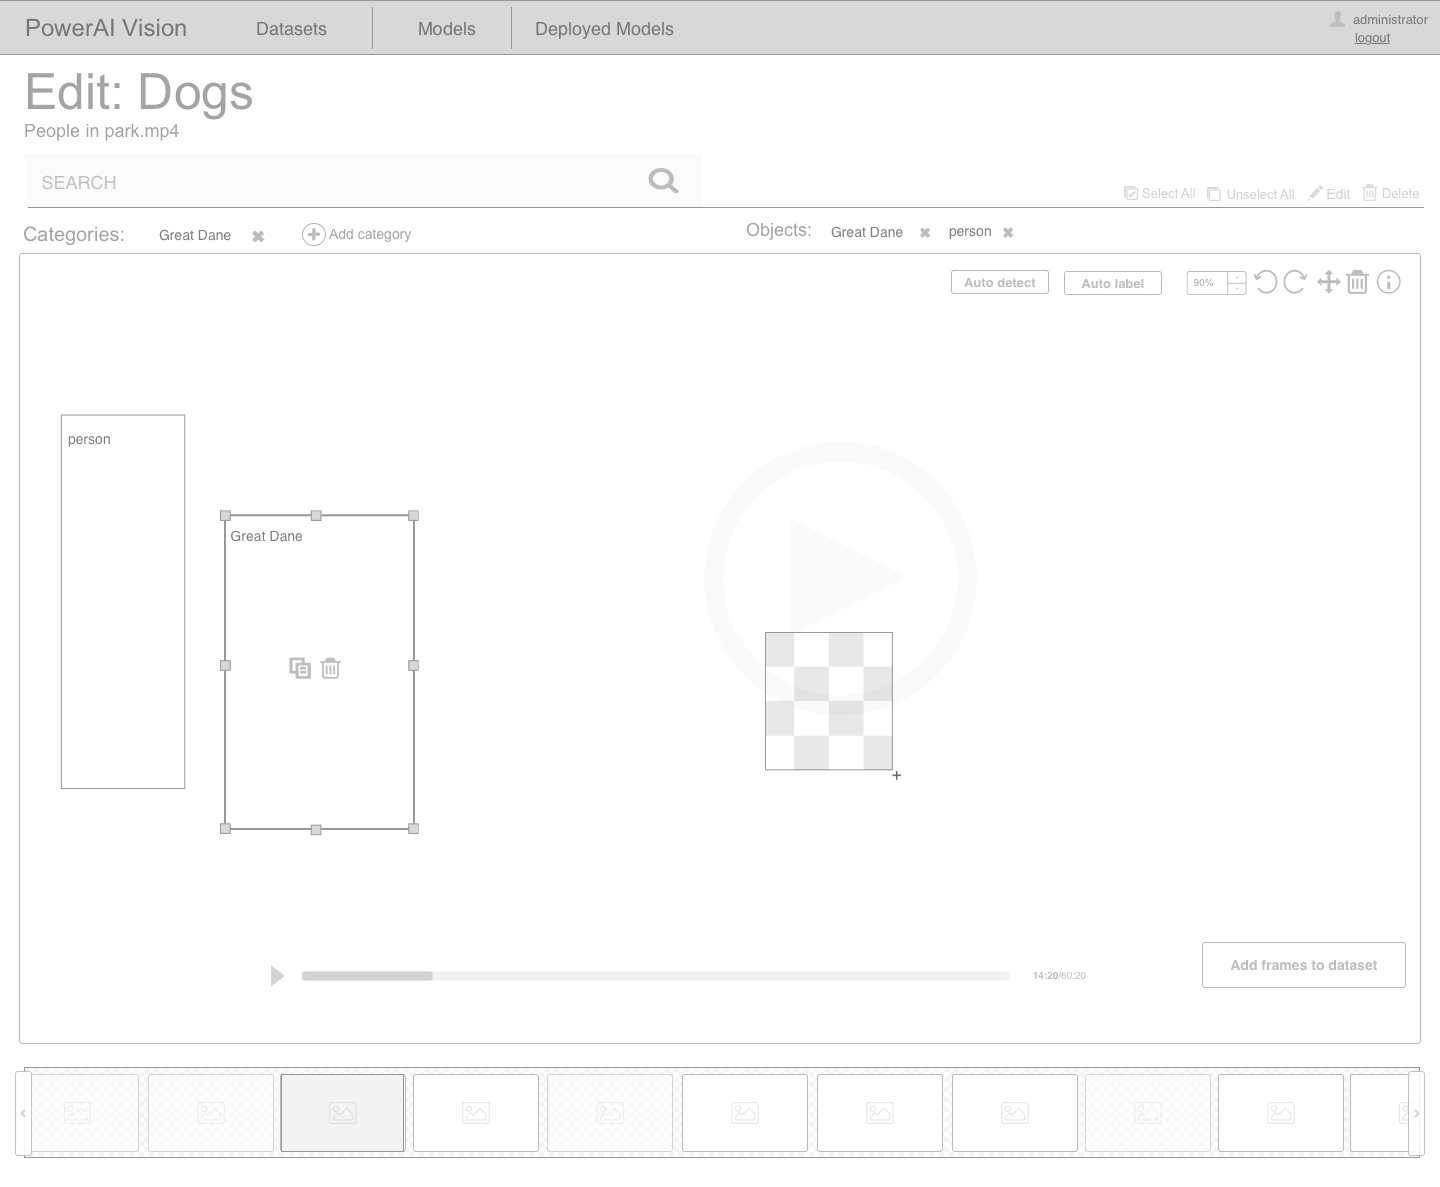 PowerAI Vision
Datasets
Models
Deployed Models
administrator
logout
Edit: Dogs
People in park.mp4
SEARCH
Select All
Unselect All
Edit
Delete
Categories:
Great Dane
Add category
Objects:
Great Dane
person
Auto detect
Auto label
90%
person
Great Dane
14:20/60:20
Add frames to dataset